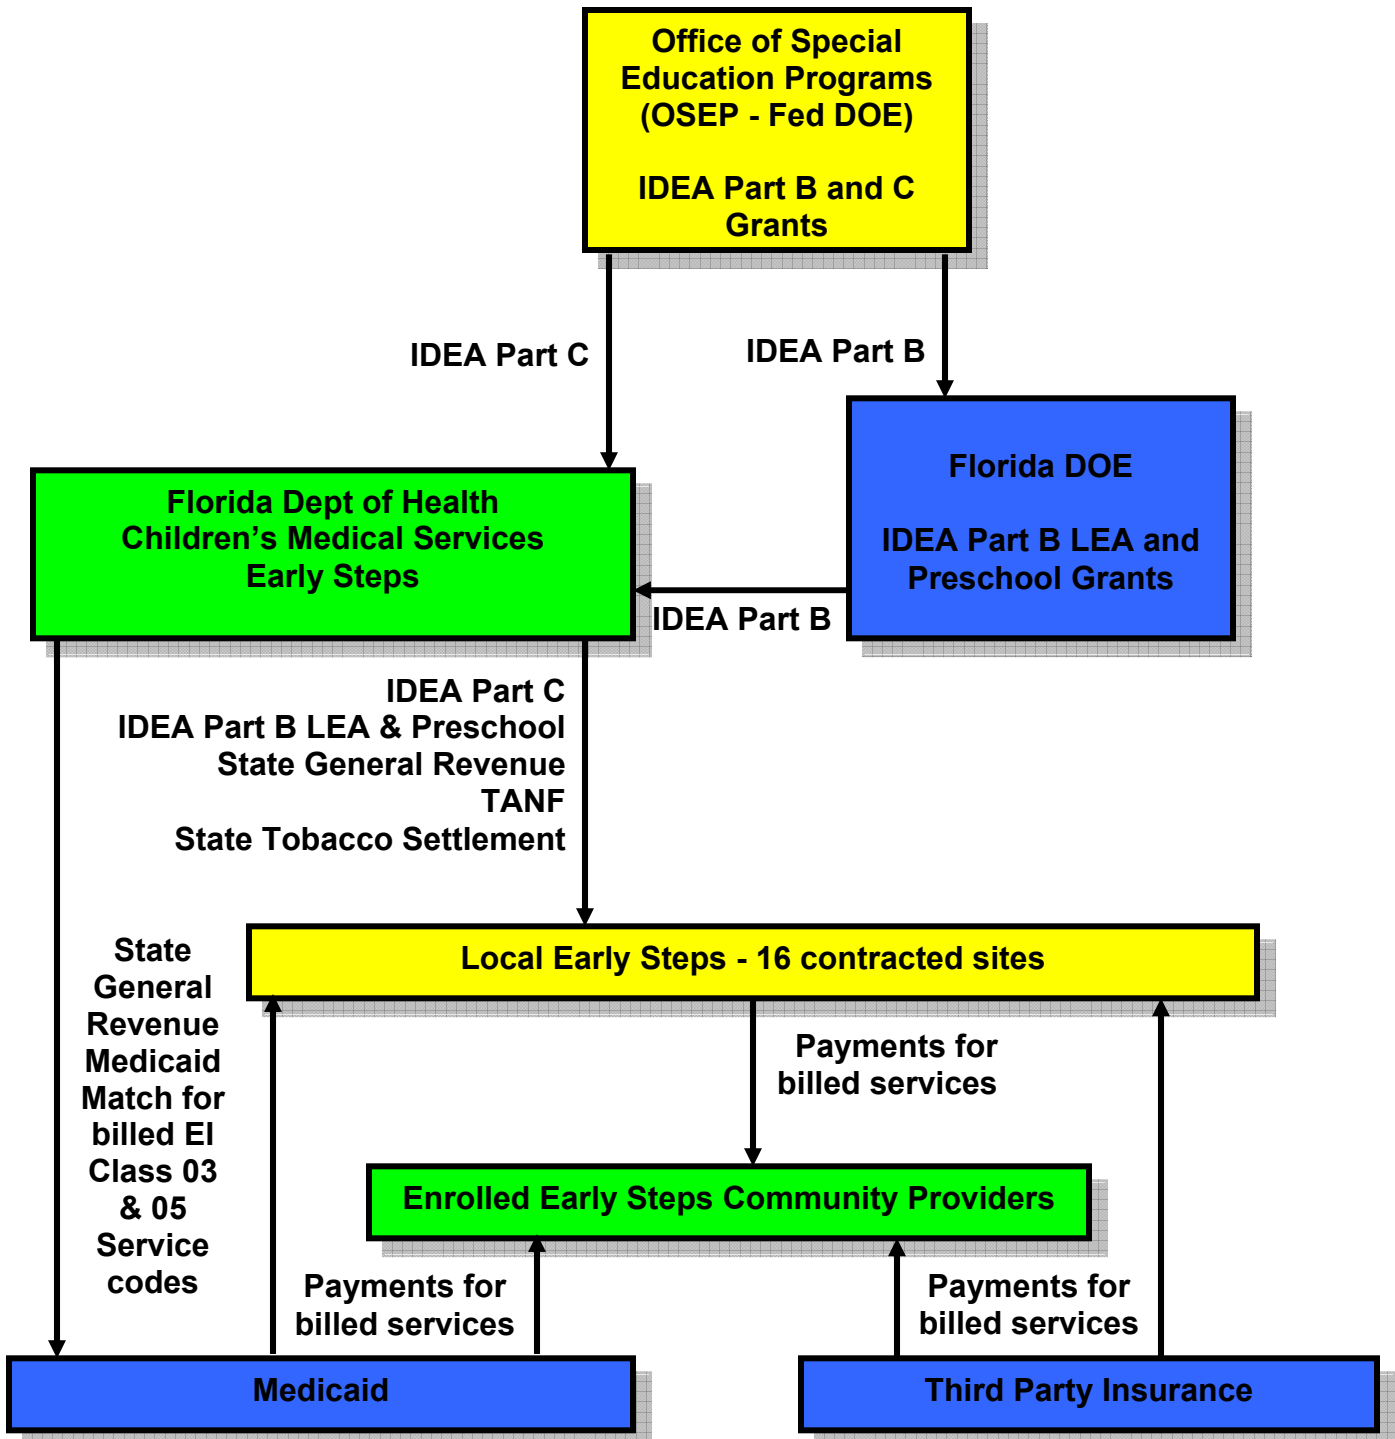 Office of Special
Education Programs
(OSEP - Fed DOE)
IDEA Part B and C
Grants
IDEA Part C
IDEA Part B
Florida DOE
IDEA Part B LEA and
Preschool Grants
Florida Dept of Health
Children’s Medical Services
Early Steps
IDEA Part B
IDEA Part C
IDEA Part B LEA & Preschool
State General Revenue
TANF
State Tobacco Settlement
State
General
Revenue
Medicaid
Match for
billed EI
Class 03
& 05
Service
codes
Local Early Steps - 16 contracted sites
Payments for
billed services
Enrolled Early Steps Community Providers
Payments for
billed services
Payments for
billed services
Medicaid
Third Party Insurance